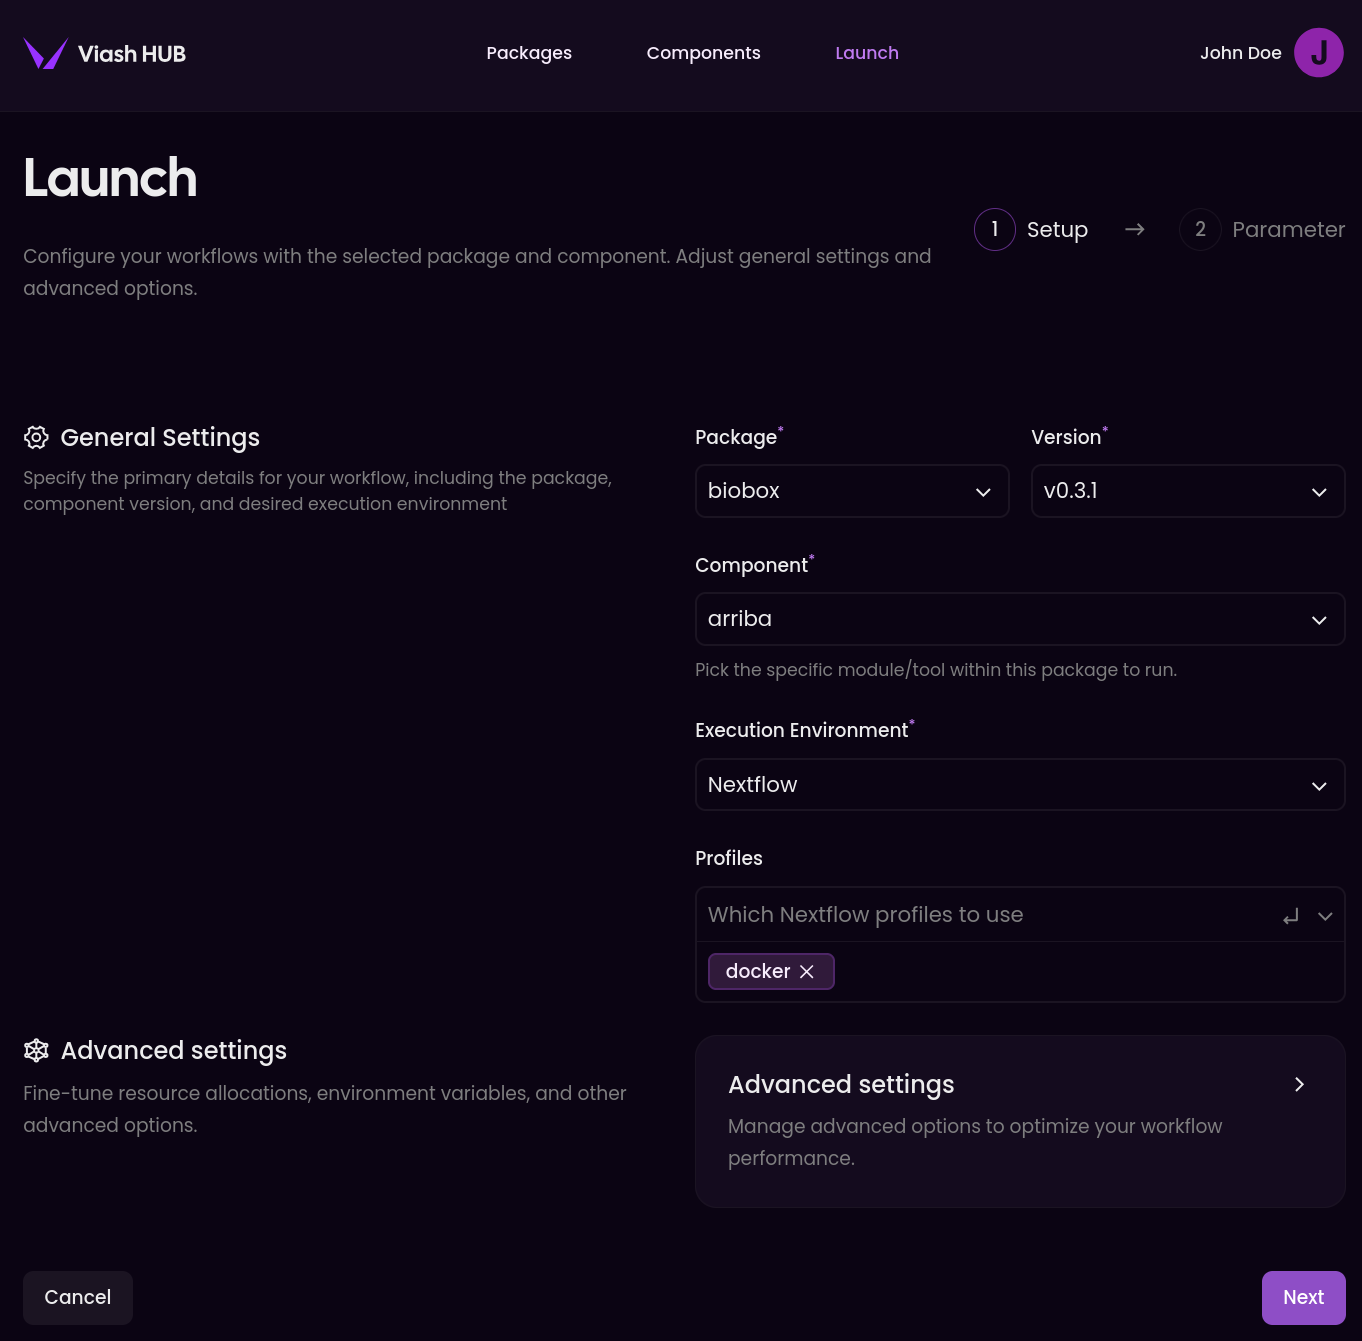 Viash HUB
Packages
Components
Launch
John Doe
J
Launch
Configure your workflows with the selected package and component. Adjust general settings and
advanced options.
1
Setup
→
2
Parameter
General Settings
Specify the primary details for your workflow, including the package,
component version, and desired execution environment
Package*
biobox
Version*
v0.3.1
Component*
arriba
Pick the specific module/tool within this package to run.
Execution Environment*
Nextflow
Profiles
Which Nextflow profiles to use
docker
Advanced settings
Fine-tune resource allocations, environment variables, and other
advanced options.
Advanced settings
Manage advanced options to optimize your workflow
performance.
Cancel
Next